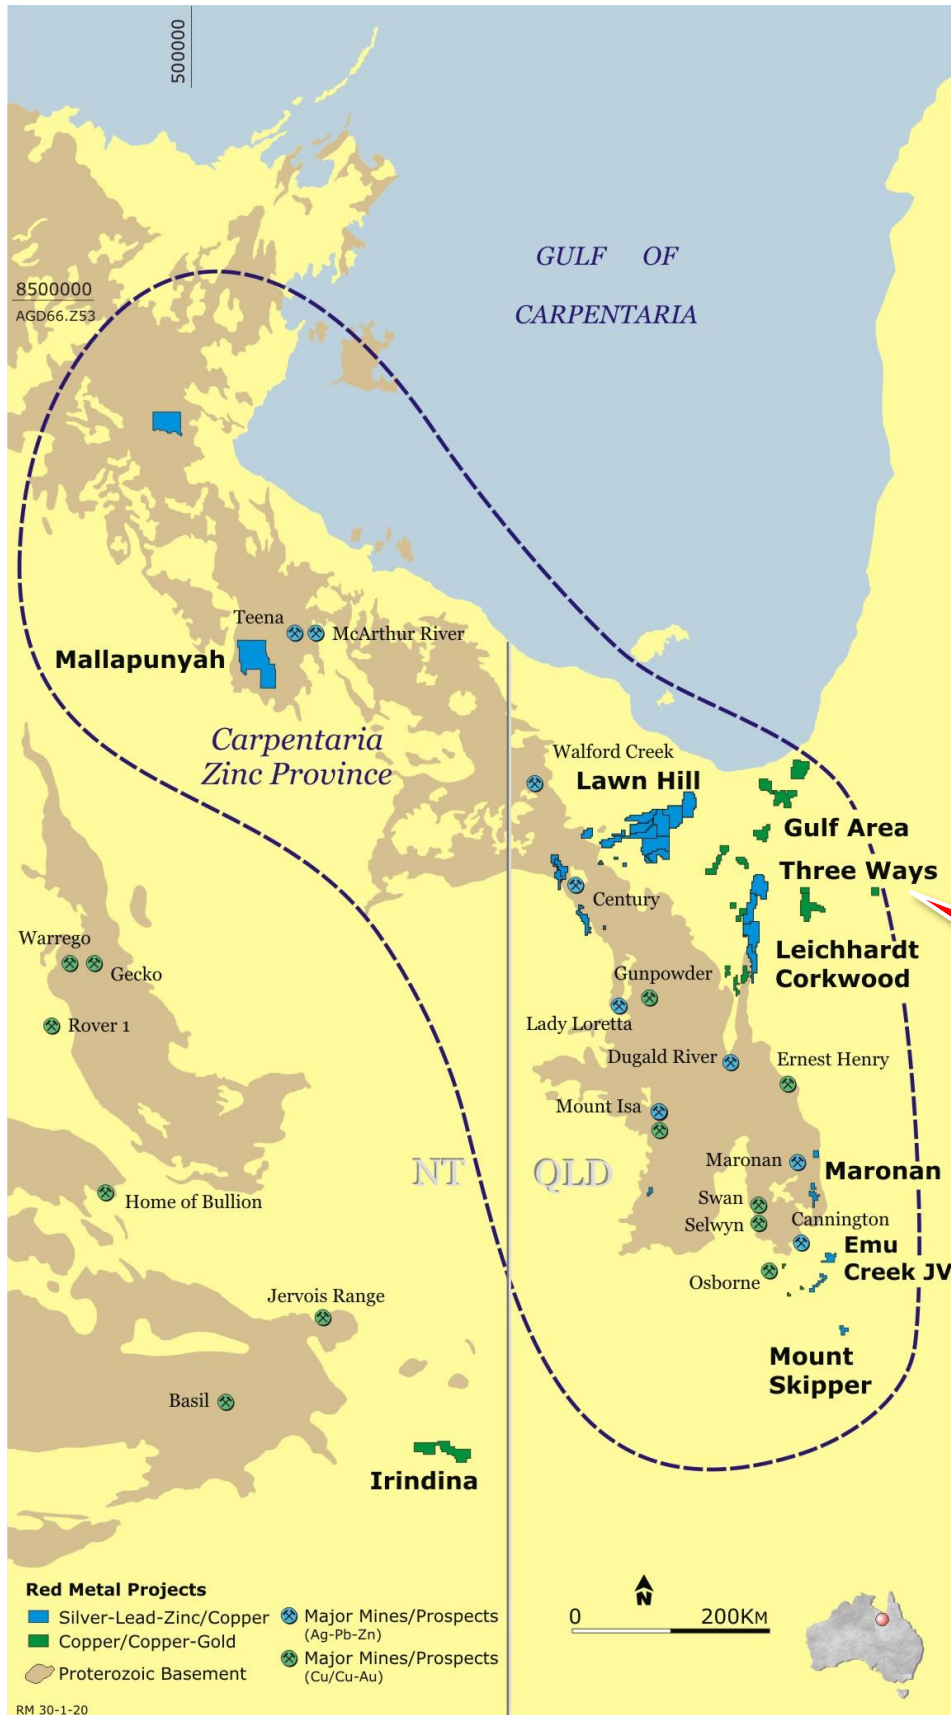 500000
GULF OF
CARPENTARIA
8500000
AGD66.Z53
Teena
McArthur River
Mallapunyah
Carpentaria
Zinc Province
Walford Creek
Lawn Hill
Gulf Area
Three Ways
Century
Leichhardt
Corkwood
Warrego
Gecko
Gunpowder
Rover 1
Lady Loretta
Dugald River
Ernest Henry
Mount Isa
NT
QLD
Maronan
Maronan
Home of Bullion
Swan
Selwyn
Cannington
Emu
Creek JV
Osborne
Jervois Range
Mount
Skipper
Basil
Irindina
Red Metal Projects
Silver-Lead-Zinc/Copper
Copper/Copper-Gold
Proterozoic Basement
Major Mines/Prospects
(Ag-Pb-Zn)
Major Mines/Prospects
(Cu/Cu-Au)
N
0 200KM
RM 30-1-20